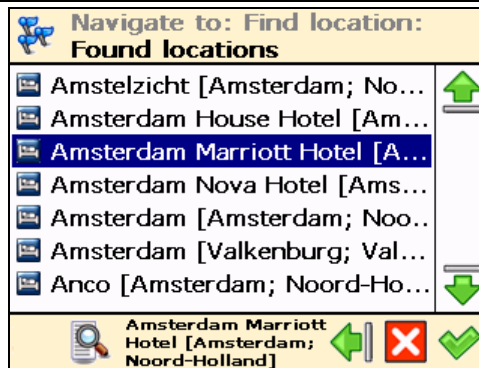 Navigate to: Find location:
Found locations
Amstelzicht [Amsterdam; No...
Amsterdam House Hotel [Am...
Amsterdam Marriott Hotel [A...
Amsterdam Nova Hotel [Ams...
Amsterdam [Amsterdam; Noo..
Amsterdam [Valkenburg; Val...
Anco [Amsterdam; Noord-Ho...
Amsterdam Marriott
Hotel [Amsterdam;
Noord-Holland]